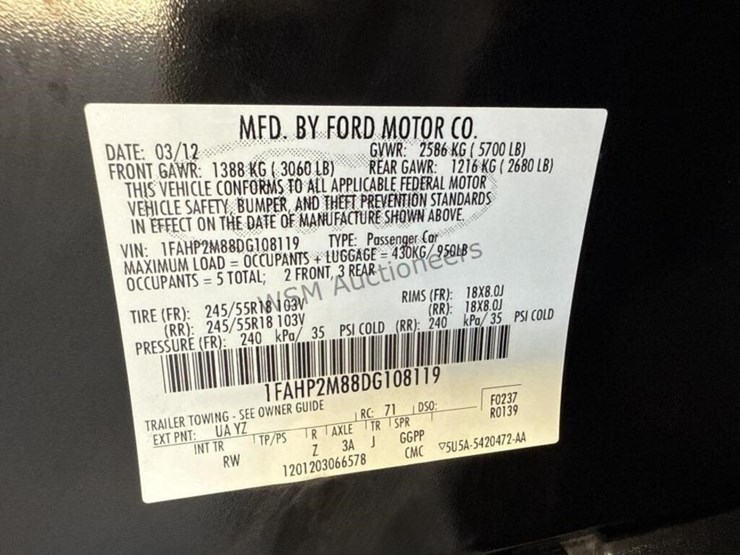 MFD. BY FORD MOTOR CO.
DATE: 03/12 GVWR: 2586 KG ( 5700 LB)
FRONT GAWR: 1388 KG ( 3060 LB) REAR GAWR: 1216 KG ( 2680 LB)
THIS VEHICLE CONFORMS TO ALL APPLICABLE FEDERAL MOTOR
VEHICLE SAFETY, BUMPER, AND THEFT PREVENTION STANDARDS
IN EFFECT ON THE DATE OF MANUFACTURE SHOWN ABOVE.
VIN: 1FAHP2M88DG108119 TYPE: Passenger Car
MAXIMUM LOAD = OCCUPANTS + LUGGAGE = 430KG/950LB
OCCUPANTS = 5 TOTAL; 2 FRONT, 3 REAR
WSM Auctioneers
TIRE (FR): 245/55R18 103V RIMS (FR): 18X8.0J
(RR): 245/55R18 103V (RR): 18X8.0J
PRESSURE (FR): 240 kPa/ 35 PSI COLD (RR): 240 kPa/ 35 PSI COLD
1FAHP2M88DG108119
TRAILER TOWING - SEE OWNER GUIDE
EXT PNT: UA YZ RC: 71 DSO: F0237
R0139
INT TR TP/PS R AXLE TR SPR
RW Z 3A J GGPP
1201203066578 CMC ▽5U5A-5420472-AA